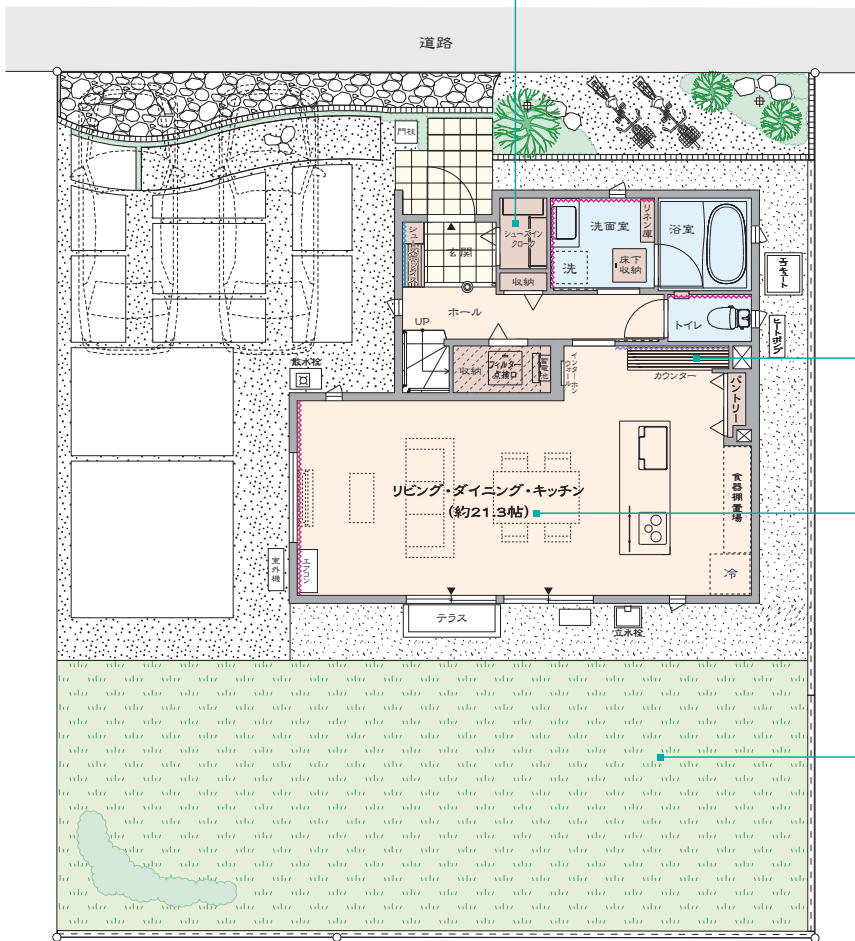 道路
門柱
シューズインクローク
リネン庫
洗面室
浴室
玄関
洗
床下収納
エコキュート
収納
ホール
UP
トイレ
ヒートポンプ
散水栓
収納
フィルター点検口
インターホン
ウォール
カウンター
パントリー
リビング・ダイニング・キッチン
(約21.3帖)
食器棚置場
室外機
エアコン
冷
テラス
立水栓